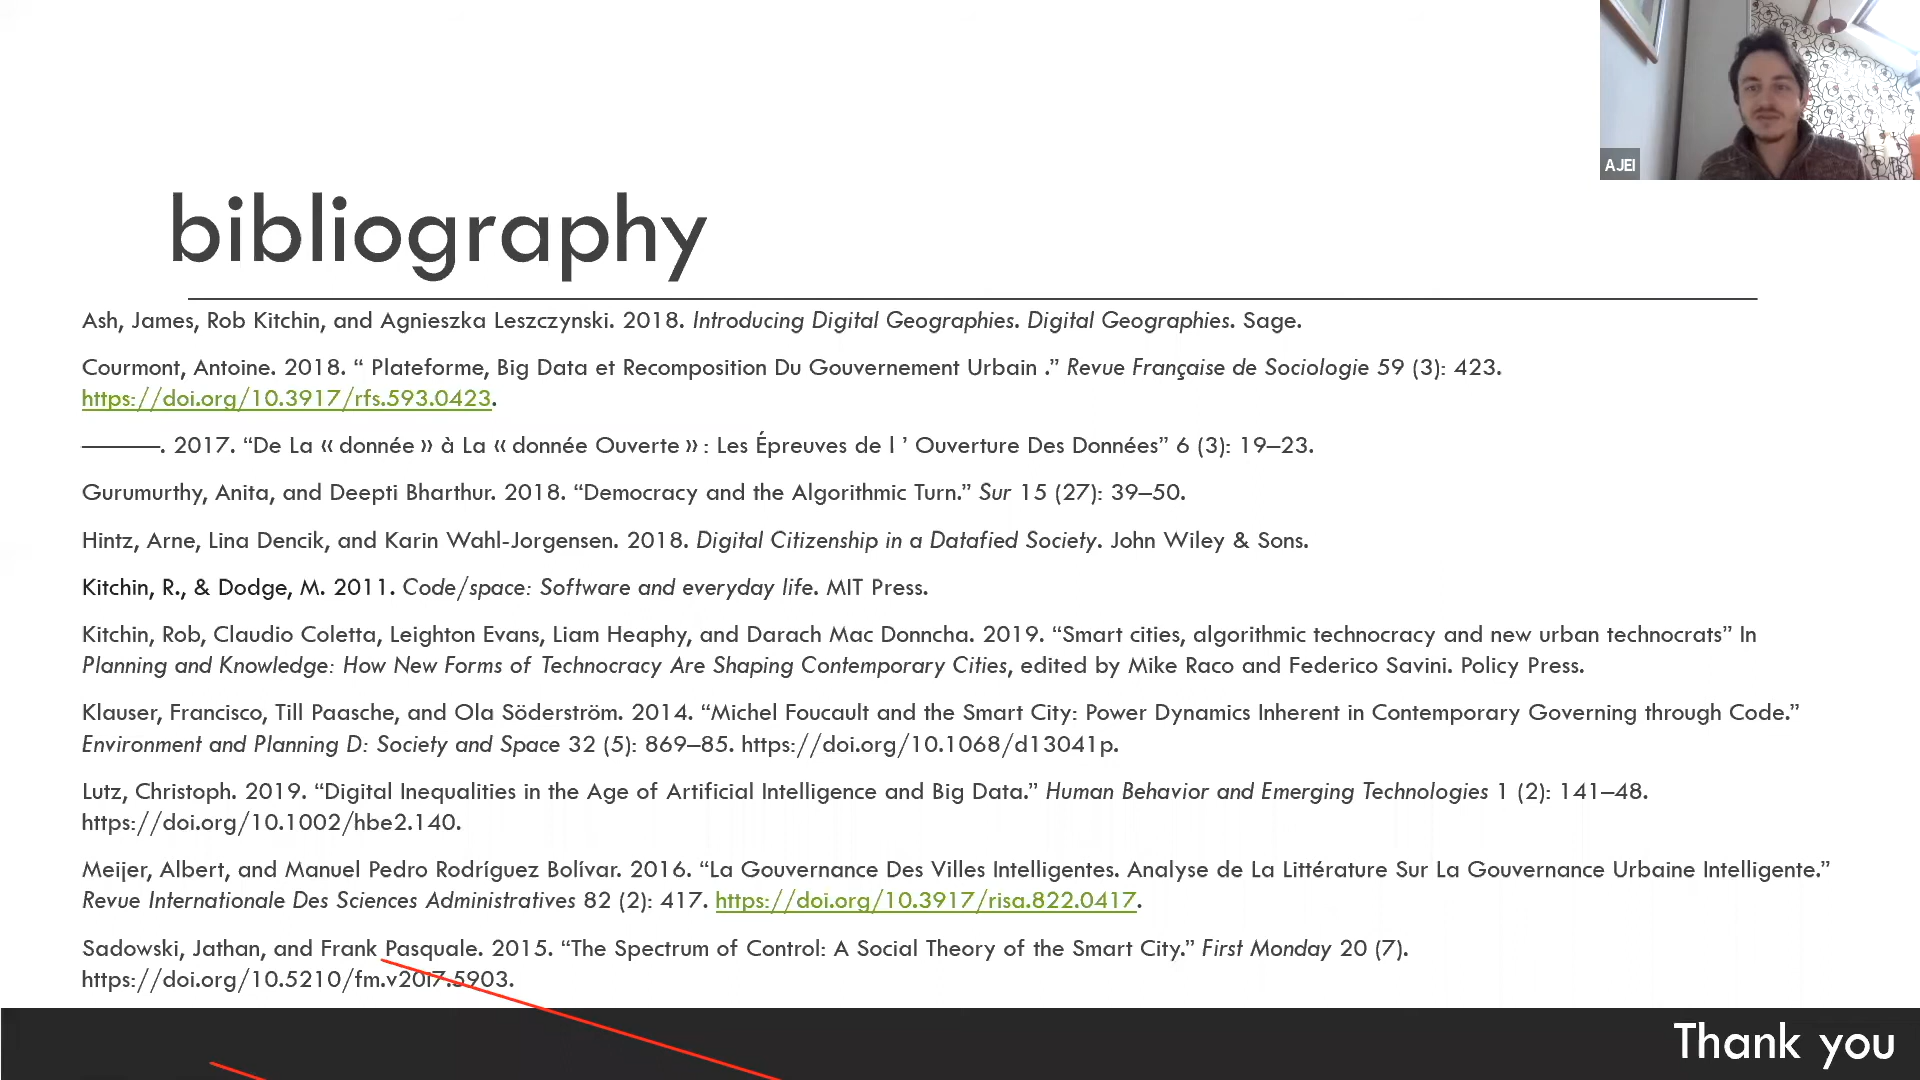 AJEI
bibliography
Ash, James, Rob Kitchin, and Agnieszka Leszczynski. 2018. Introducing Digital Geographies. Digital Geographies. Sage.
Courmont, Antoine. 2018. “ Plateforme, Big Data et Recomposition Du Gouvernement Urbain .” Revue Française de Sociologie 59 (3): 423.
https://doi.org/10.3917/rfs.593.0423.
———. 2017. “De La « donnée » à La « donnée Ouverte » : Les Épreuves de l ’ Ouverture Des Données” 6 (3): 19–23.
Gurumurthy, Anita, and Deepti Bharthur. 2018. “Democracy and the Algorithmic Turn.” Sur 15 (27): 39–50.
Hintz, Arne, Lina Dencik, and Karin Wahl-Jorgensen. 2018. Digital Citizenship in a Datafied Society. John Wiley & Sons.
Kitchin, R., & Dodge, M. 2011. Code/space: Software and everyday life. MIT Press.
Kitchin, Rob, Claudio Coletta, Leighton Evans, Liam Heaphy, and Darach Mac Donncha. 2019. “Smart cities, algorithmic technocracy and new urban technocrats” In
Planning and Knowledge: How New Forms of Technocracy Are Shaping Contemporary Cities, edited by Mike Raco and Federico Savini. Policy Press.
Klauser, Francisco, Till Paasche, and Ola Söderström. 2014. “Michel Foucault and the Smart City: Power Dynamics Inherent in Contemporary Governing through Code.”
Environment and Planning D: Society and Space 32 (5): 869–85. https://doi.org/10.1068/d13041p.
Lutz, Christoph. 2019. “Digital Inequalities in the Age of Artificial Intelligence and Big Data.” Human Behavior and Emerging Technologies 1 (2): 141–48.
https://doi.org/10.1002/hbe2.140.
Meijer, Albert, and Manuel Pedro Rodríguez Bolívar. 2016. “La Gouvernance Des Villes Intelligentes. Analyse de La Littérature Sur La Gouvernance Urbaine Intelligente.”
Revue Internationale Des Sciences Administratives 82 (2): 417. https://doi.org/10.3917/risa.822.0417.
Sadowski, Jathan, and Frank Pasquale. 2015. “The Spectrum of Control: A Social Theory of the Smart City.” First Monday 20 (7).
https://doi.org/10.5210/fm.v20i7.5903.
Thank you